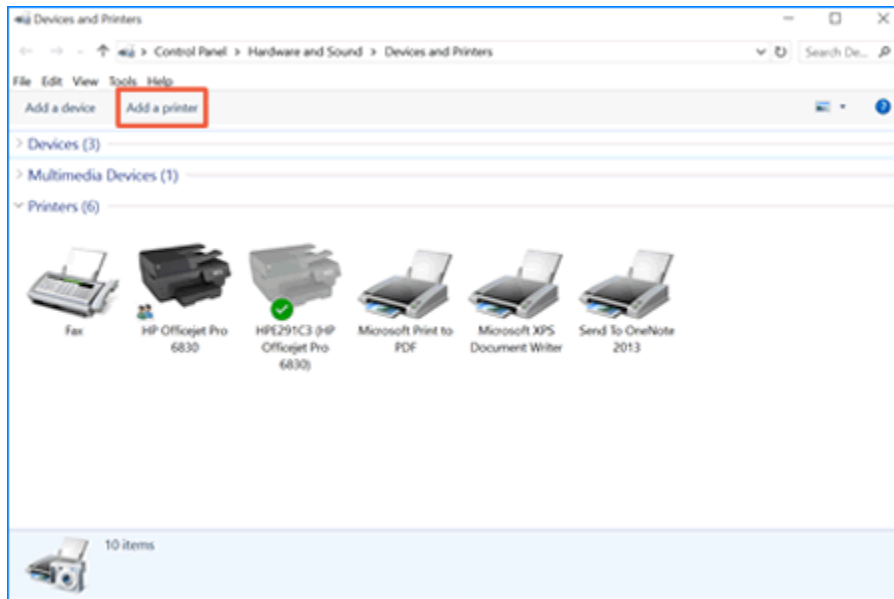 Devices and Printers
Control Panel > Hardware and Sound > Devices and Printers
Search De...
File Edit View Tools Help
Add a device Add a printer
Devices (3)
Multimedia Devices (1)
Printers (6)
Fax
HP Officejet Pro
6830
HPE291C3 (HP
Officejet Pro
6830)
Microsoft Print to
PDF
Microsoft XPS
Document Writer
Send To OneNote
2013
10 items